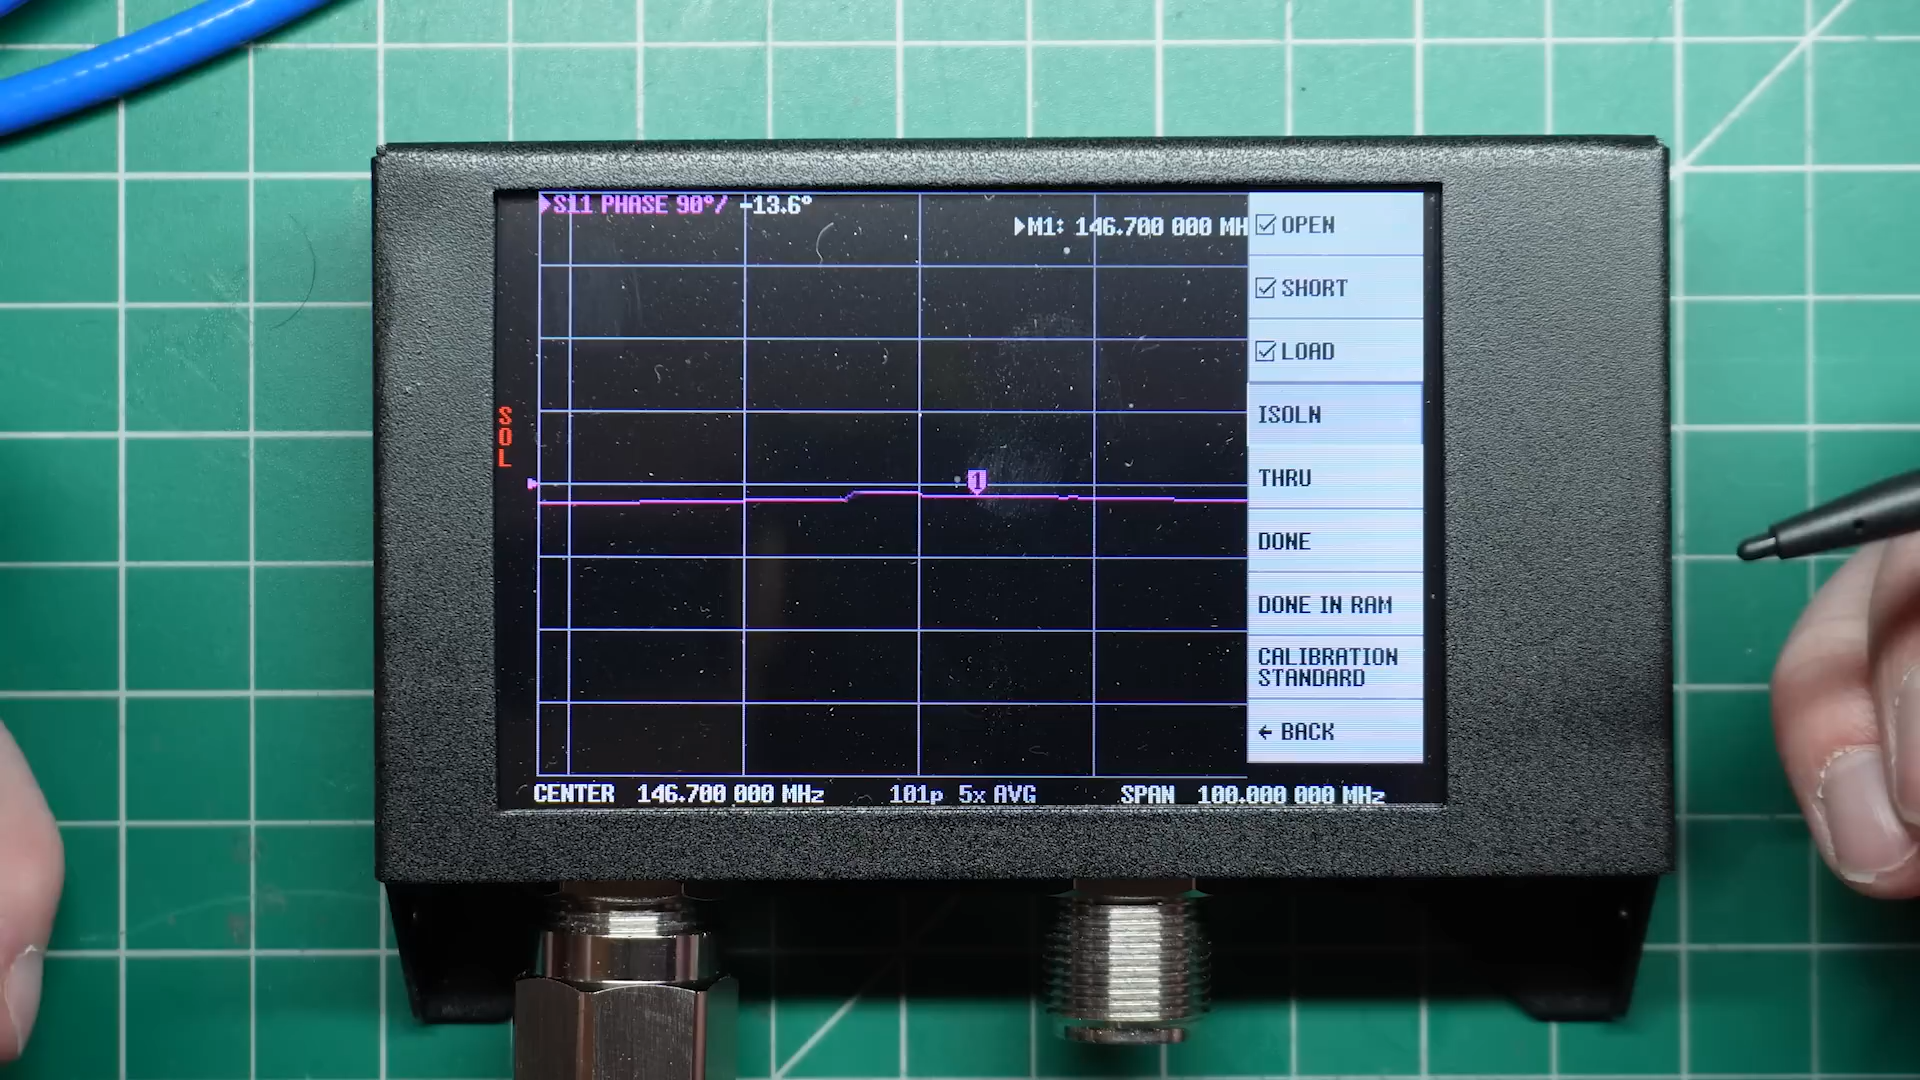 S11 PHASE 90°/ -13.6°
M1: 146.700 000 MH
OPEN
SHORT
LOAD
ISOLN
THRU
DONE
DONE IN RAM
CALIBRATION
STANDARD
← BACK
S
O
L
1
CENTER 146.700 000 MHz 101p 5x AVG SPAN 100.000 000 MHz